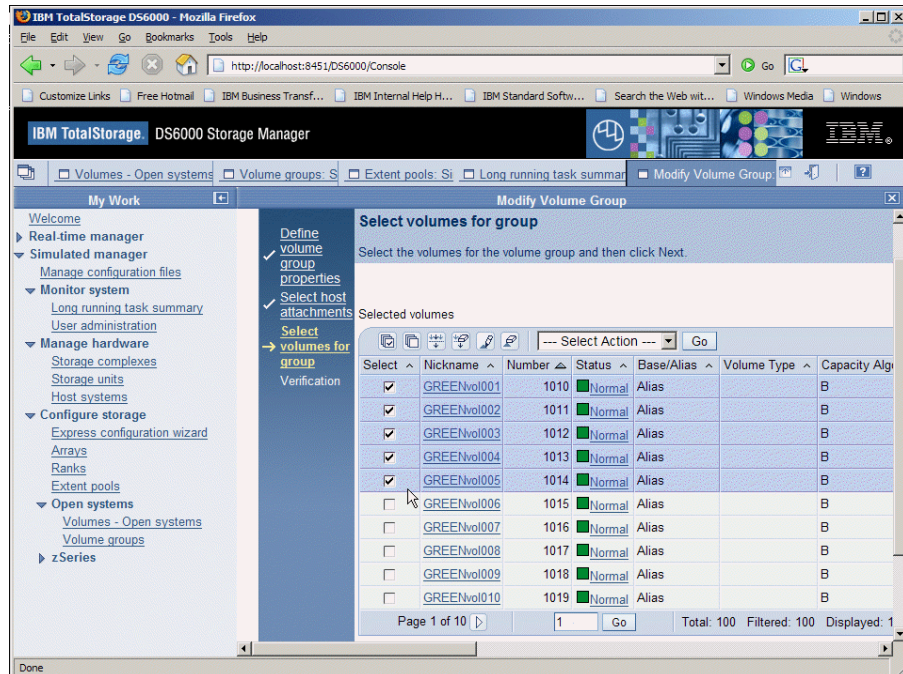 IBM TotalStorage DS6000 - Mozilla Firefox
File Edit View Go Bookmarks Tools Help
http://localhost:8451/DS6000/Console
Go
G
Customize Links Free Hotmail IBM Business Transf... IBM Internal Help H... IBM Standard Softw... Search the Web wit... Windows Media Windows
IBM TotalStorage. DS6000 Storage Manager
IBM
Volumes - Open systems Volume groups: S Extent pools: Si Long running task summar Modify Volume Group: ?
My Work
Welcome
Real-time manager
Simulated manager
Manage configuration files
Monitor system
Long running task summary
User administration
Manage hardware
Storage complexes
Storage units
Host systems
Configure storage
Express configuration wizard
Arrays
Ranks
Extent pools
Open systems
Volumes - Open systems
Volume groups
zSeries
Modify Volume Group
Define
volume
group
properties
Select host
attachments
Select
volumes for
group
Verification
Select volumes for group
Select the volumes for the volume group and then click Next.
Selected volumes
--- Select Action --- Go
Select Nickname Number Status Base/Alias Volume Type Capacity Algo
GREENvol001 1010 Normal Alias B
GREENvol002 1011 Normal Alias B
GREENvol003 1012 Normal Alias B
GREENvol004 1013 Normal Alias B
GREENvol005 1014 Normal Alias B
GREENvol006 1015 Normal Alias B
GREENvol007 1016 Normal Alias B
GREENvol008 1017 Normal Alias B
GREENvol009 1018 Normal Alias B
GREENvol010 1019 Normal Alias B
Page 1 of 10 1 Go Total: 100 Filtered: 100 Displayed: 1
Done